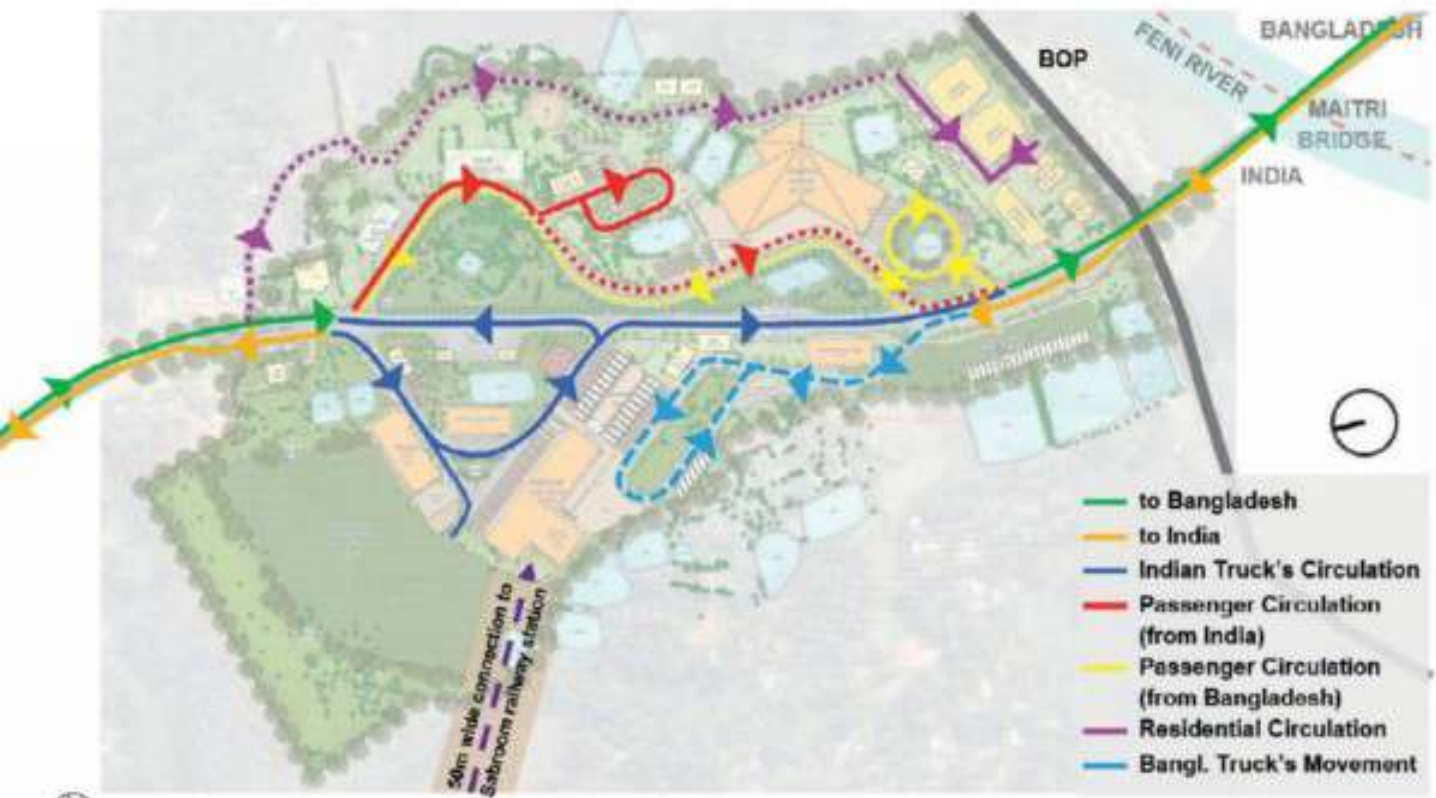 BANGLADESH
FENI RIVER
BOP
MAITRI
BRIDGE
INDIA
to Bangladesh
to India
Indian Truck's Circulation
Passenger Circulation
(from India)
Passenger Circulation
(from Bangladesh)
Residential Circulation
Bangl. Truck's Movement
50m wide connection to
Sabroom railway station